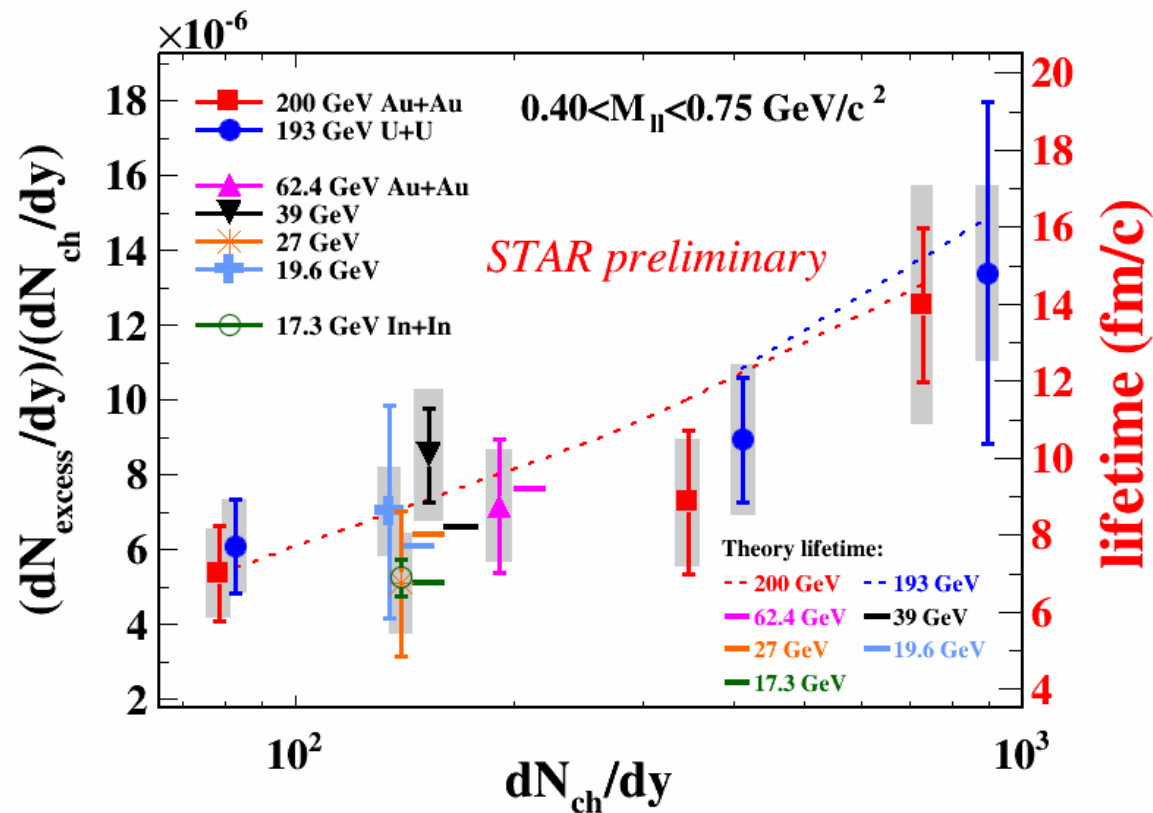 ×10⁻⁶
18
16
14
12
10
8
6
4
2
(dN_excess/dy)/(dN_ch/dy)
200 GeV Au+Au
193 GeV U+U
62.4 GeV Au+Au
39 GeV
27 GeV
19.6 GeV
17.3 GeV In+In
0.40<M_ll<0.75 GeV/c ²
STAR preliminary
Theory lifetime:
200 GeV
193 GeV
62.4 GeV
39 GeV
27 GeV
19.6 GeV
17.3 GeV
20
18
16
14
12
10
8
6
4
lifetime (fm/c)
10²
10³
dN_ch/dy